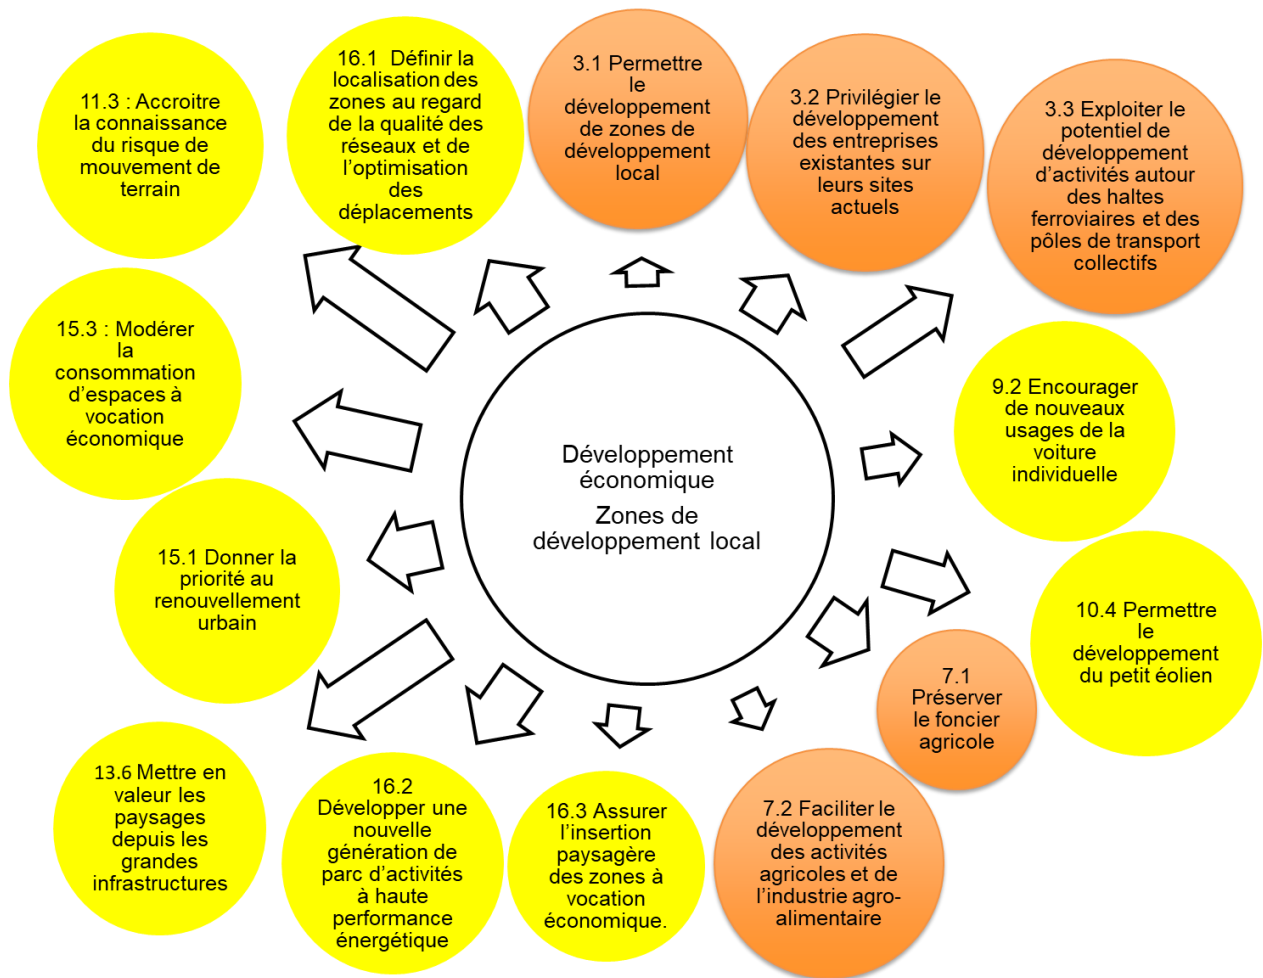 16.1 Définir la
localisation des
zones au regard
de la qualité des
réseaux et de
l’optimisation
des
déplacements
3.1 Permettre
le
développement
de zones de
développement
local
3.2 Privilégier le
développement
des entreprises
existantes sur
leurs sites
actuels
3.3 Exploiter le
potentiel de
développement
d’activités autour
des haltes
ferroviaires et des
pôles de transport
collectifs
11.3 : Accroitre
la connaissance
du risque de
mouvement de
terrain
15.3 : Modérer
la
consommation
d’espaces à
vocation
économique
9.2 Encourager
de nouveaux
usages de la
voiture
individuelle
Développement
économique
Zones de
développement local
15.1 Donner la
priorité au
renouvellement
urbain
10.4 Permettre
le
développement
du petit éolien
7.1
Préserver
le foncier
agricole
13.6 Mettre en
valeur les
paysages
depuis les
grandes
infrastructures
16.2
Développer une
nouvelle
génération de
parc d’activités
à haute
performance
énergétique
16.3 Assurer
l’insertion
paysagère
des zones à
vocation
économique.
7.2 Faciliter le
développement
des activités
agricoles et de
l’industrie agro-
alimentaire